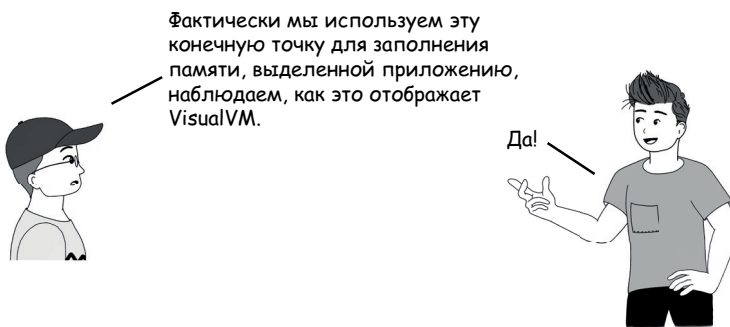 Фактически мы используем эту
конечную точку для заполнения
памяти, выделенной приложению,
наблюдаем, как это отображает
VisualVM.
Да!